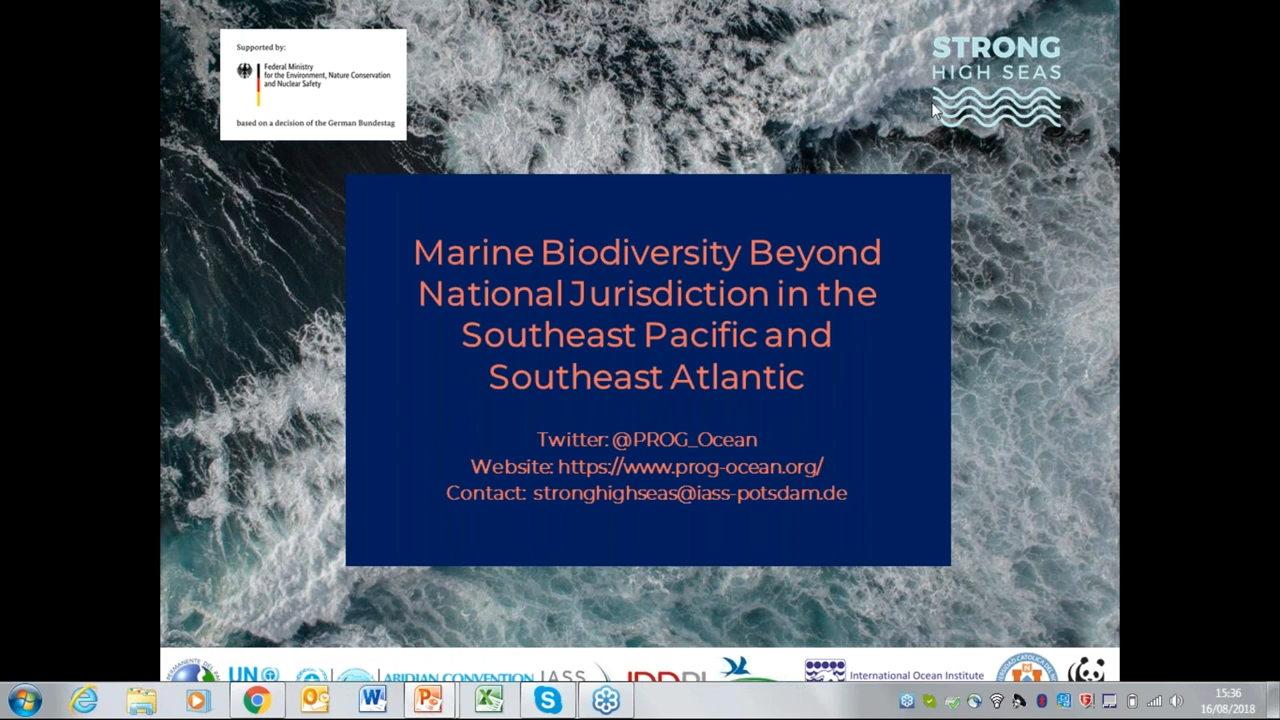 Supported by:
Federal Ministry
for the Environment, Nature Conservation
and Nuclear Safety
based on a decision of the German Bundestag
STRONG
HIGH SEAS
Marine Biodiversity Beyond
National Jurisdiction in the
Southeast Pacific and
Southeast Atlantic
Twitter: @PROG_Ocean
Website: https://www.prog-ocean.org/
Contact: stronghighseas@iass-potsdam.de
UN
ABIDJAN CONVENTION
IASS
IDDRI
International Ocean Institute
15:36
16/08/2018